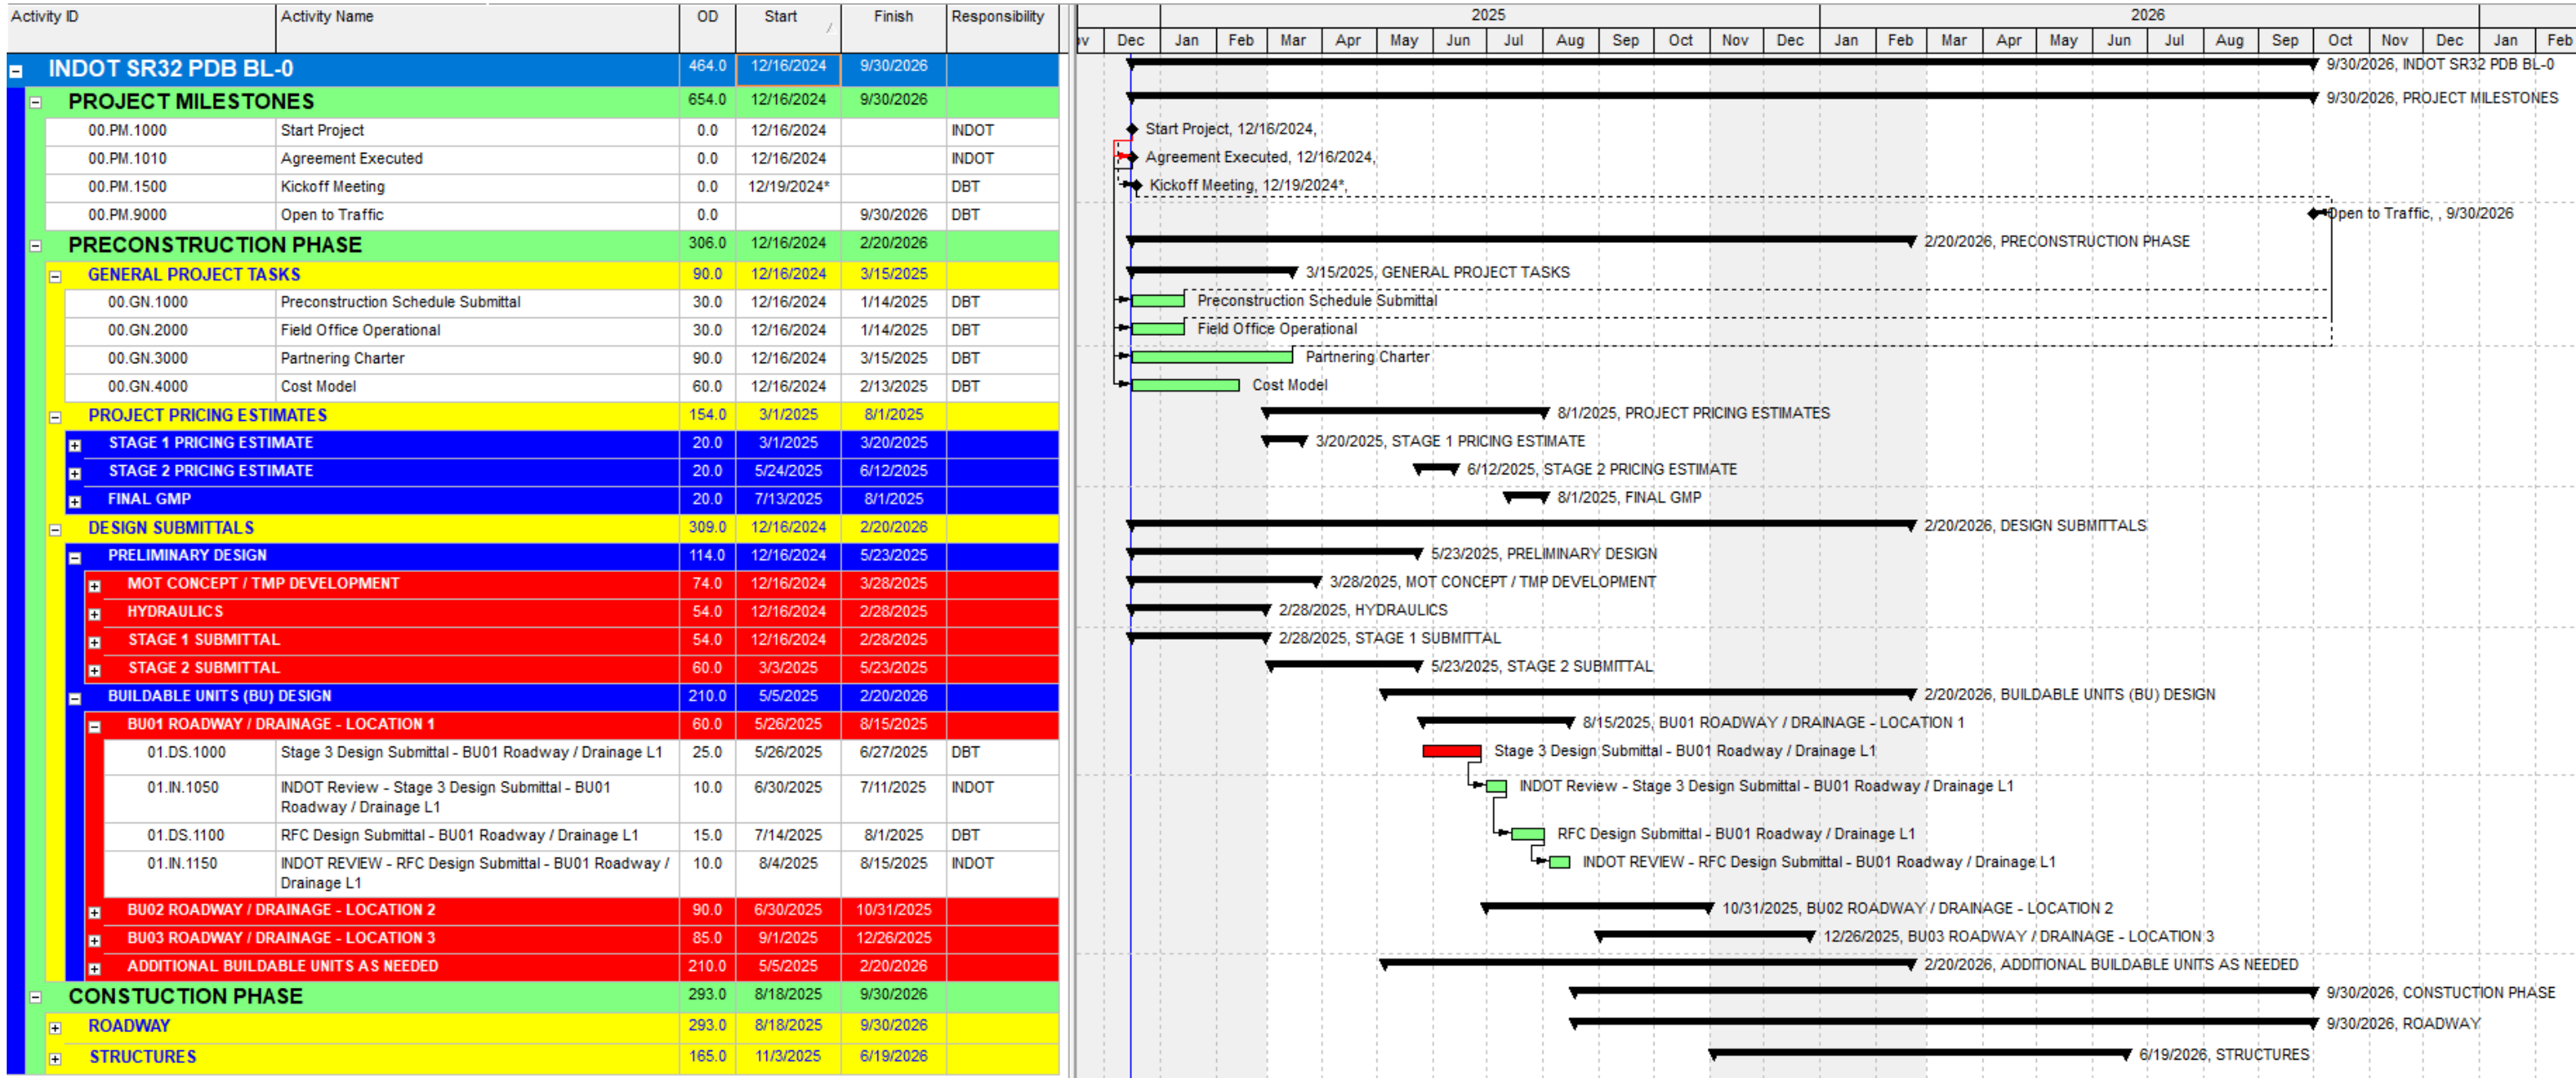 Activity ID Activity Name OD Start Finish Responsibility
2025 2026
ov Dec Jan Feb Mar Apr May Jun Jul Aug Sep Oct Nov Dec Jan Feb Mar Apr May Jun Jul Aug Sep Oct Nov Dec Jan Feb
INDOT SR32 PDB BL-0 464.0 12/16/2024 9/30/2026 9/30/2026, INDOT SR32 PDB BL-0
PROJECT MILESTONES 654.0 12/16/2024 9/30/2026 9/30/2026, PROJECT MILESTONES
00.PM.1000 Start Project 0.0 12/16/2024 INDOT Start Project, 12/16/2024,
00.PM.1010 Agreement Executed 0.0 12/16/2024 INDOT Agreement Executed, 12/16/2024,
00.PM.1500 Kickoff Meeting 0.0 12/19/2024* DBT Kickoff Meeting, 12/19/2024*,
00.PM.9000 Open to Traffic 0.0 9/30/2026 DBT Open to Traffic, , 9/30/2026
PRECONSTRUCTION PHASE 306.0 12/16/2024 2/20/2026 2/20/2026, PRECONSTRUCTION PHASE
GENERAL PROJECT TASKS 90.0 12/16/2024 3/15/2025 3/15/2025, GENERAL PROJECT TASKS
00.GN.1000 Preconstruction Schedule Submittal 30.0 12/16/2024 1/14/2025 DBT Preconstruction Schedule Submittal
00.GN.2000 Field Office Operational 30.0 12/16/2024 1/14/2025 DBT Field Office Operational
00.GN.3000 Partnering Charter 90.0 12/16/2024 3/15/2025 DBT Partnering Charter
00.GN.4000 Cost Model 60.0 12/16/2024 2/13/2025 DBT Cost Model
PROJECT PRICING ESTIMATES 154.0 3/1/2025 8/1/2025 8/1/2025, PROJECT PRICING ESTIMATES
STAGE 1 PRICING ESTIMATE 20.0 3/1/2025 3/20/2025 3/20/2025, STAGE 1 PRICING ESTIMATE
STAGE 2 PRICING ESTIMATE 20.0 5/24/2025 6/12/2025 6/12/2025, STAGE 2 PRICING ESTIMATE
FINAL GMP 20.0 7/13/2025 8/1/2025 8/1/2025, FINAL GMP
DESIGN SUBMITTALS 309.0 12/16/2024 2/20/2026 2/20/2026, DESIGN SUBMITTALS
PRELIMINARY DESIGN 114.0 12/16/2024 5/23/2025 5/23/2025, PRELIMINARY DESIGN
MOT CONCEPT / TMP DEVELOPMENT 74.0 12/16/2024 3/28/2025 3/28/2025, MOT CONCEPT / TMP DEVELOPMENT
HYDRAULICS 54.0 12/16/2024 2/28/2025 2/28/2025, HYDRAULICS
STAGE 1 SUBMITTAL 54.0 12/16/2024 2/28/2025 2/28/2025, STAGE 1 SUBMITTAL
STAGE 2 SUBMITTAL 60.0 3/3/2025 5/23/2025 5/23/2025, STAGE 2 SUBMITTAL
BUILDABLE UNITS (BU) DESIGN 210.0 5/5/2025 2/20/2026 2/20/2026, BUILDABLE UNITS (BU) DESIGN
BU01 ROADWAY / DRAINAGE - LOCATION 1 60.0 5/26/2025 8/15/2025 8/15/2025, BU01 ROADWAY / DRAINAGE - LOCATION 1
01.DS.1000 Stage 3 Design Submittal - BU01 Roadway / Drainage L1 25.0 5/26/2025 6/27/2025 DBT Stage 3 Design Submittal - BU01 Roadway / Drainage L1
01.IN.1050 INDOT Review - Stage 3 Design Submittal - BU01 10.0 6/30/2025 7/11/2025 INDOT INDOT Review - Stage 3 Design Submittal - BU01 Roadway / Drainage L1
Roadway / Drainage L1
01.DS.1100 RFC Design Submittal - BU01 Roadway / Drainage L1 15.0 7/14/2025 8/1/2025 DBT RFC Design Submittal - BU01 Roadway / Drainage L1
01.IN.1150 INDOT REVIEW - RFC Design Submittal - BU01 Roadway / 10.0 8/4/2025 8/15/2025 INDOT INDOT REVIEW - RFC Design Submittal - BU01 Roadway / Drainage L1
Drainage L1
BU02 ROADWAY / DRAINAGE - LOCATION 2 90.0 6/30/2025 10/31/2025 10/31/2025, BU02 ROADWAY / DRAINAGE - LOCATION 2
BU03 ROADWAY / DRAINAGE - LOCATION 3 85.0 9/1/2025 12/26/2025 12/26/2025, BU03 ROADWAY / DRAINAGE - LOCATION 3
ADDITIONAL BUILDABLE UNITS AS NEEDED 210.0 5/5/2025 2/20/2026 2/20/2026, ADDITIONAL BUILDABLE UNITS AS NEEDED
CONSTUCTION PHASE 293.0 8/18/2025 9/30/2026 9/30/2026, CONSTUCTION PHASE
ROADWAY 293.0 8/18/2025 9/30/2026 9/30/2026, ROADWAY
STRUCTURES 165.0 11/3/2025 6/19/2026 6/19/2026, STRUCTURES